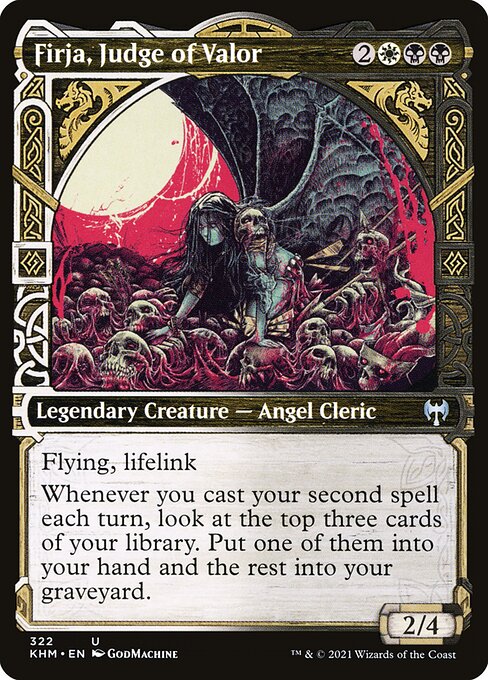 Firja, Judge of Valor 2
Legendary Creature — Angel Cleric
Flying, lifelink
Whenever you cast your second spell
each turn, look at the top three cards
of your library. Put one of them into
your hand and the rest into your
graveyard.
2/4
322 U
KHM • EN GodMachine
™ & © 2021 Wizards of the Coast